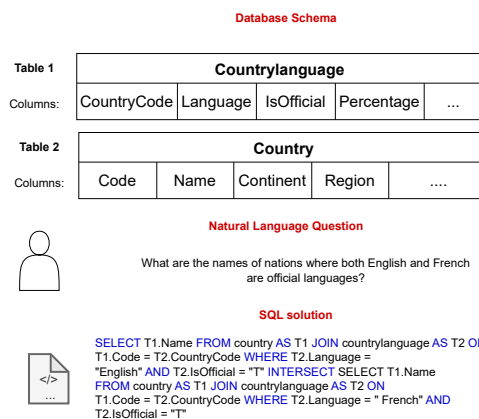 Database Schema
Table 1
Countrylanguage
Columns: CountryCode Language IsOfficial Percentage ...
Table 2
Country
Columns: Code Name Continent Region ....
Natural Language Question
What are the names of nations where both English and French
are official languages?
SQL solution
SELECT T1.Name FROM country AS T1 JOIN countrylanguage AS T2 O
T1.Code = T2.CountryCode WHERE T2.Language =
"English" AND T2.IsOfficial = "T" INTERSECT SELECT T1.Name
FROM country AS T1 JOIN countrylanguage AS T2 ON
T1.Code = T2.CountryCode WHERE T2.Language = " French" AND
T2.IsOfficial = "T"
</>
...